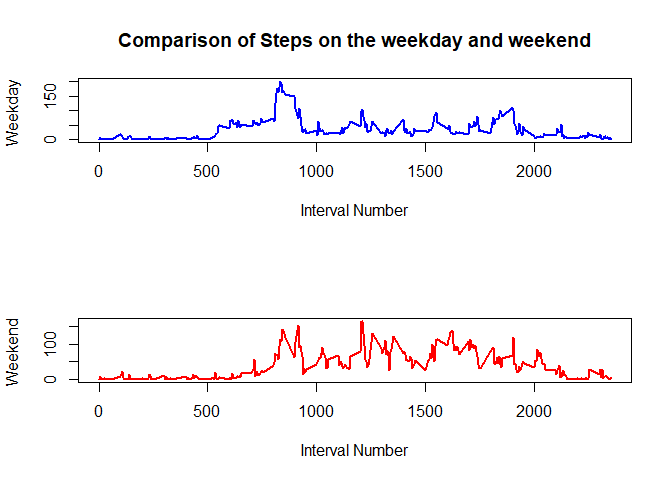 Comparison of Steps on the weekday and weekend
Weekday
150
0
0 500 1000 1500 2000
Interval Number
Weekend
100
0
0 500 1000 1500 2000
Interval Number